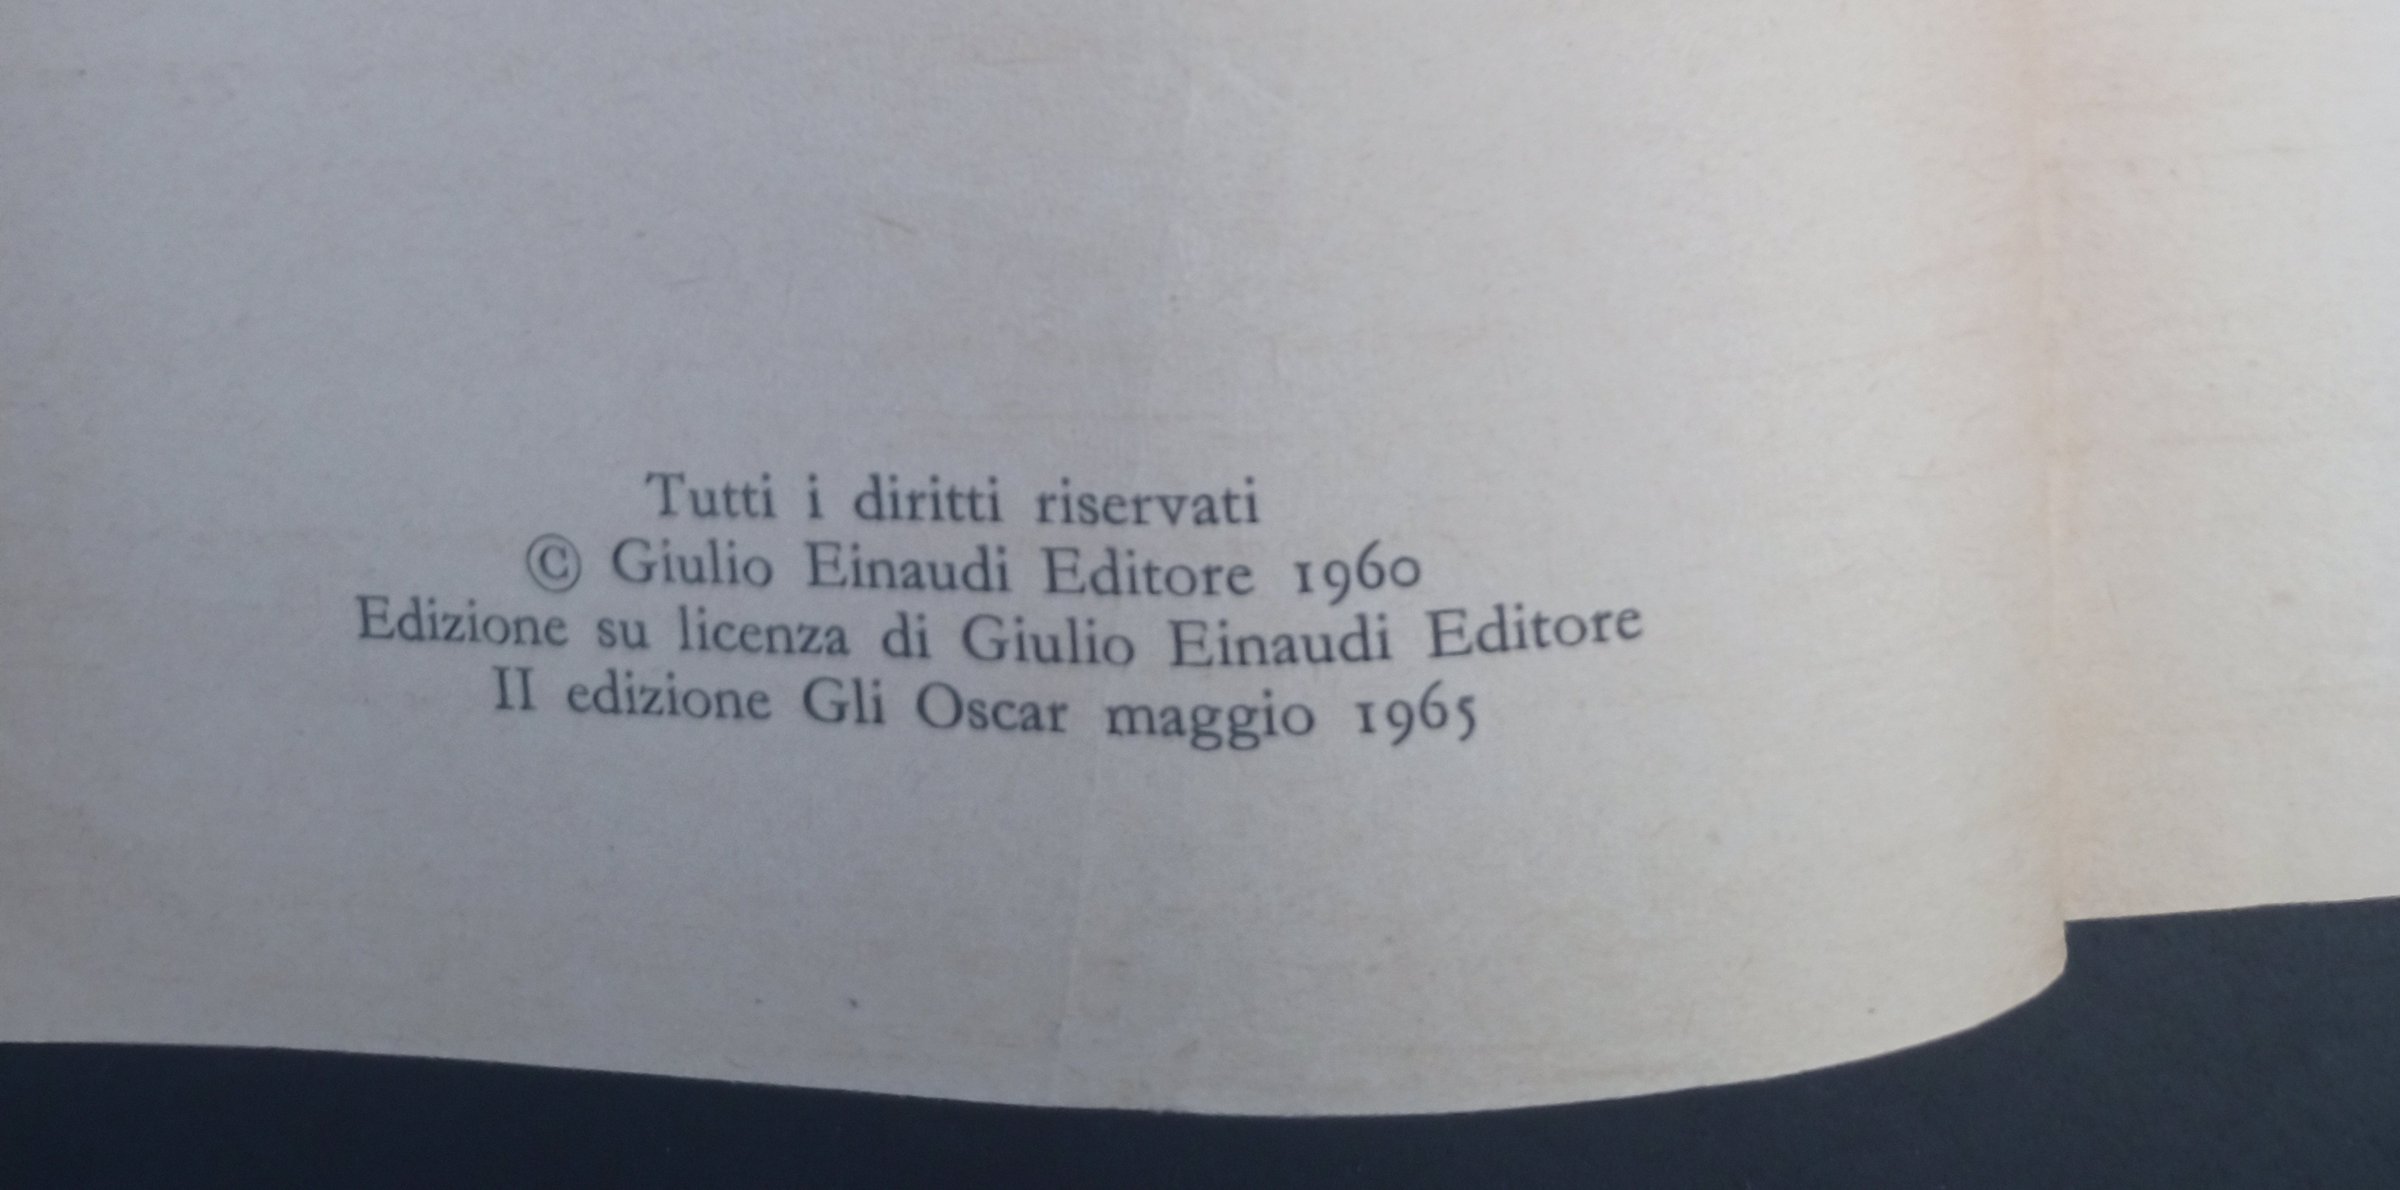 Tutti i diritti riservati
© Giulio Einaudi Editore 1960
Edizione su licenza di Giulio Einaudi Editore
II edizione Gli Oscar maggio 1965